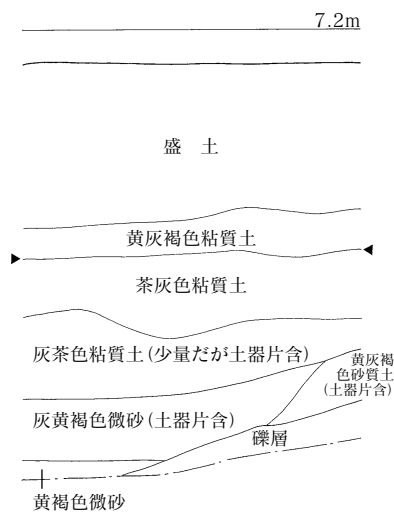 7.2m
盛 土
黄灰褐色粘質土
茶灰色粘質土
灰茶色粘質土(少量だが土器片含)
黄灰褐
色砂質土
(土器片含)
灰黄褐色微砂(土器片含)
礫層
黄褐色微砂